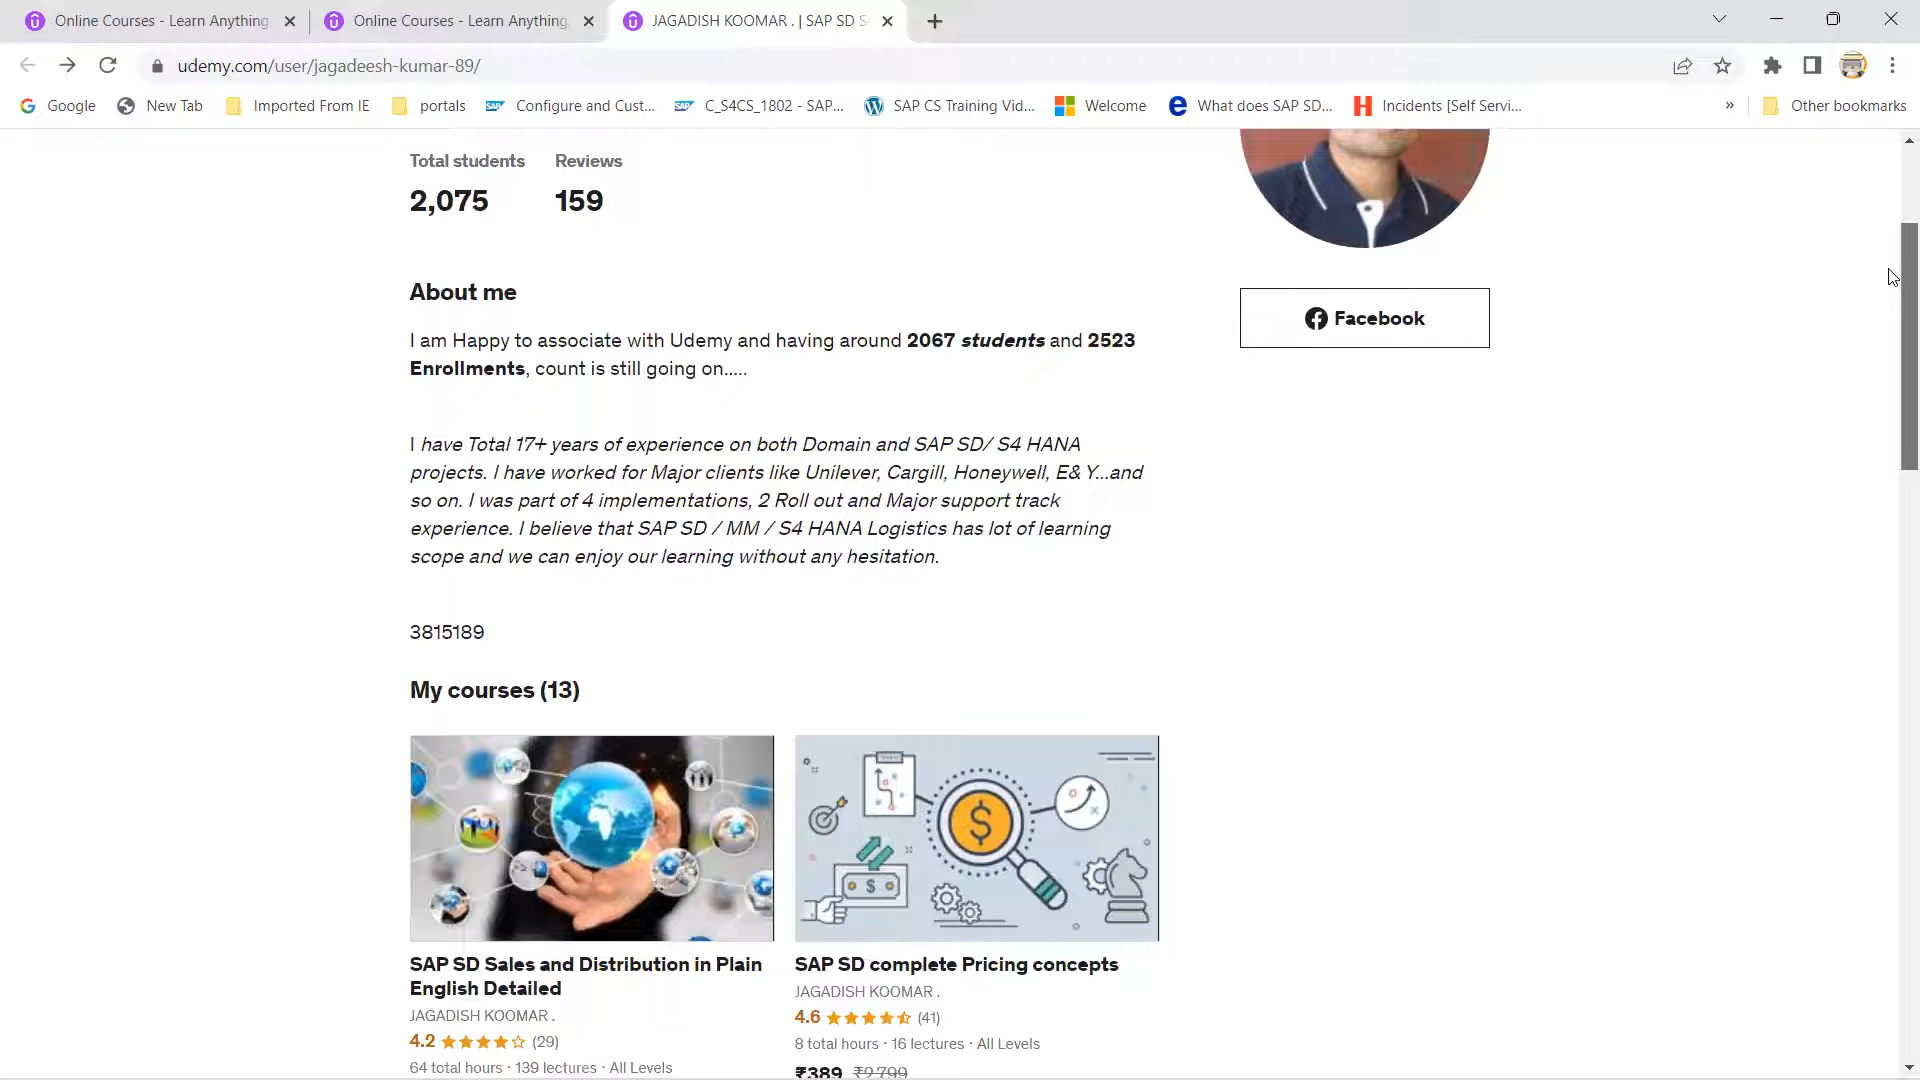 Online Courses - Learn Anything
Online Courses - Learn Anything,
JAGADISH KOOMAR . | SAP SD S
udemy.com/user/jagadeesh-kumar-89/
Google
New Tab
Imported From IE
portals
Configure and Cust...
C_S4CS_1802 - SAP...
SAP CS Training Vid...
Welcome
What does SAP SD...
Incidents [Self Servi...
»
Other bookmarks
Total students
Reviews
2,075
159
About me
I am Happy to associate with Udemy and having around 2067 students and 2523
Enrollments, count is still going on.....
Facebook
I have Total 17+ years of experience on both Domain and SAP SD/ S4 HANA
projects. I have worked for Major clients like Unilever, Cargill, Honeywell, E& Y...and
so on. I was part of 4 implementations, 2 Roll out and Major support track
experience. I believe that SAP SD / MM / S4 HANA Logistics has lot of learning
scope and we can enjoy our learning without any hesitation.
3815189
My courses (13)
SAP SD Sales and Distribution in Plain
English Detailed
JAGADISH KOOMAR .
4.2 (29)
64 total hours · 139 lectures · All Levels
SAP SD complete Pricing concepts
JAGADISH KOOMAR .
4.6 (41)
8 total hours · 16 lectures · All Levels
₹389 ₹2,799